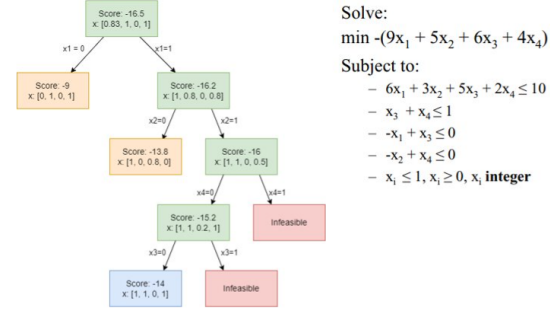 Score: -16.5
x: [0.83, 1, 0, 1]
x1 = 0
x1=1
Score: -9
x: [0, 1, 0, 1]
Score: -16.2
x: [1, 0.8, 0, 0.8]
x2=0
x2=1
Score: -13.8
x: [1, 0, 0.8, 0]
Score: -16
x: [1, 1, 0, 0.5]
x4=0
x4=1
Score: -15.2
x: [1, 1, 0.2, 1]
Infeasible
x3=0
x3=1
Score: -14
x: [1, 1, 0, 1]
Infeasible
Solve:
min -(9x₁ + 5x₂ + 6x₃ + 4x₄)
Subject to:
– 6x₁ + 3x₂ + 5x₃ + 2x₄ ≤ 10
– x₃ + x₄ ≤ 1
– -x₁ + x₃ ≤ 0
– -x₂ + x₄ ≤ 0
– xᵢ ≤ 1, xᵢ ≥ 0, xᵢ integer